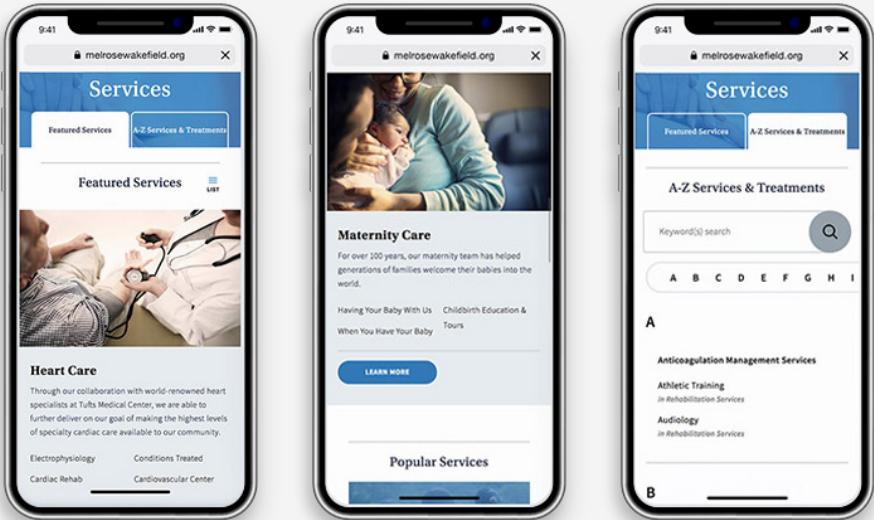 9:41
melrosewakefield.org X
Services
Featured Services A-Z Services & Treatments
Featured Services
LIST
Heart Care
Through our collaboration with world-renowned heart
specialists at Tufts Medical Center, we are able to
further deliver on our goal of making the highest levels
of specialty cardiac care available to our community.
Electrophysiology Conditions Treated
Cardiac Rehab Cardiovascular Center
9:41
melrosewakefield.org X
Maternity Care
For over 100 years, our maternity team has helped
generations of families welcome their babies into the
world.
Having Your Baby With Us Childbirth Education &
Tours
When You Have Your Baby
LEARN MORE
Popular Services
9:41
melrosewakefield.org X
Services
Featured Services A-Z Services & Treatments
A-Z Services & Treatments
Keyword(s) search
A B C D E F G H I
A
Anticoagulation Management Services
Athletic Training
in Rehabilitation Services
Audiology
in Rehabilitation Services
B